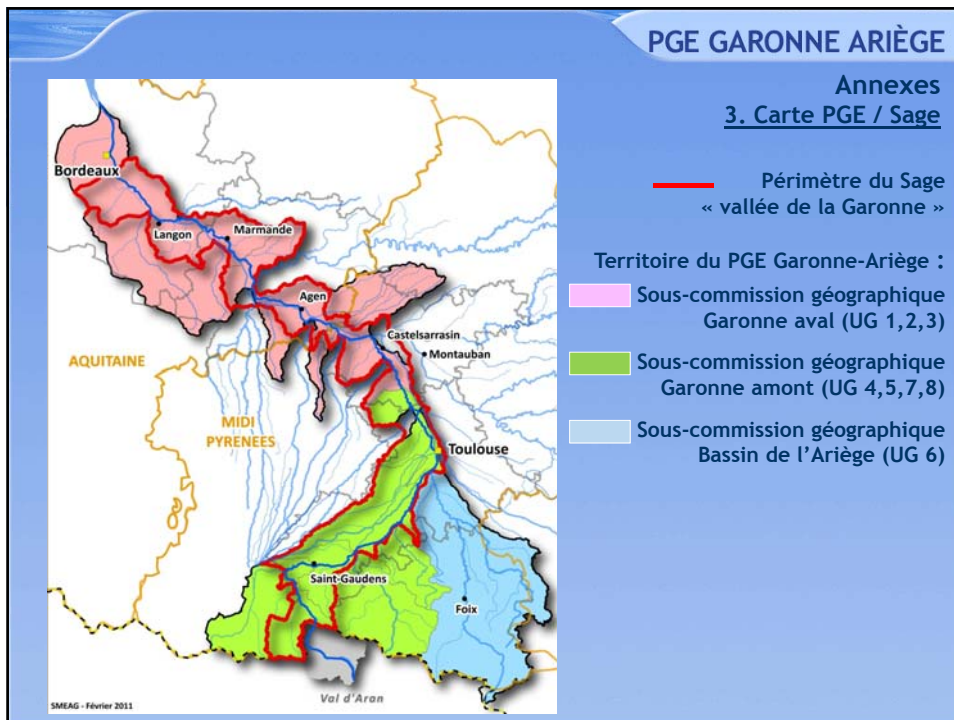 PGE GARONNE ARIÈGE
Annexes
3. Carte PGE / Sage
Bordeaux
Langon
Marmande
Agen
Castelsarrasin
Montauban
AQUITAINE
MIDI
PYRENEES
Toulouse
Saint-Gaudens
Foix
Val d'Aran
SMEAG - Février 2011
Périmètre du Sage
« vallée de la Garonne »
Territoire du PGE Garonne-Ariège :
Sous-commission géographique
Garonne aval (UG 1,2,3)
Sous-commission géographique
Garonne amont (UG 4,5,7,8)
Sous-commission géographique
Bassin de l'Ariège (UG 6)